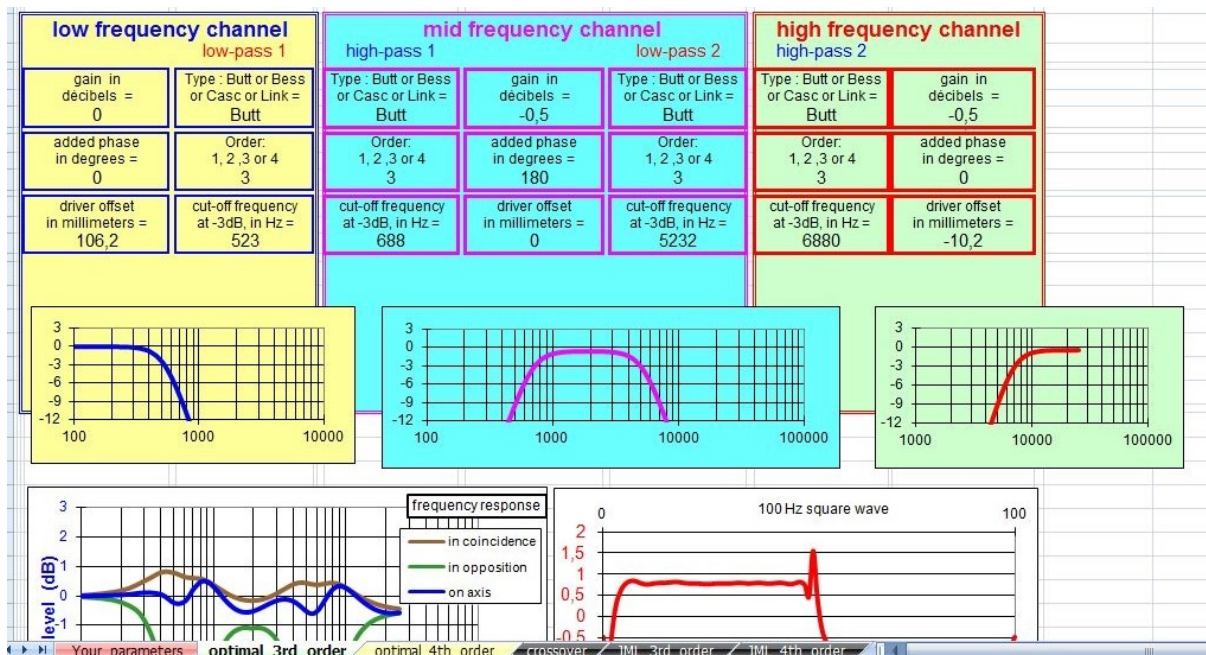 low frequency channel
low-pass 1
mid frequency channel
high-pass 1
low-pass 2
high frequency channel
high-pass 2
gain in
décibels =
0
Type : Butt or Bess
or Casc or Link =
Butt
Type : Butt or Bess
or Casc or Link =
Butt
gain in
décibels =
-0,5
Type : Butt or Bess
or Casc or Link =
Butt
Type : Butt or Bess
or Casc or Link =
Butt
gain in
décibels =
-0,5
added phase
in degrees =
0
Order:
1, 2 ,3 or 4
3
Order:
1, 2 ,3 or 4
3
added phase
in degrees =
180
Order:
1, 2 ,3 or 4
3
Order:
1, 2 ,3 or 4
3
added phase
in degrees =
0
driver offset
in millimeters =
106,2
cut-off frequency
at -3dB, in Hz =
523
cut-off frequency
at -3dB, in Hz =
688
driver offset
in millimeters =
0
cut-off frequency
at -3dB, in Hz =
5232
cut-off frequency
at -3dB, in Hz =
6880
driver offset
in millimeters =
-10,2
3
0
-3
-6
-9
-12
100 1000 10000
3
0
-3
-6
-9
-12
100 1000 10000 100000
3
0
-3
-6
-9
-12
1000 10000 100000
frequency response
in coincidence
in opposition
on axis
level (dB)
3
2
1
0
-1
100 Hz square wave
0 100
2
1,5
1
0,5
0
-0,5
Your parameters optimal 3rd order optimal 4th order crossover JML 3rd order JML 4th order